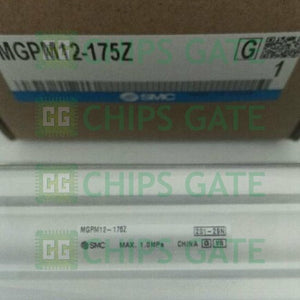 MGPM12-175Z
G
1
SMC
CHIPS GATE
CHIPS GATE
MGPM12-175Z
SMC MAX. 1.0MPa CHINA G
CHIPS GATE